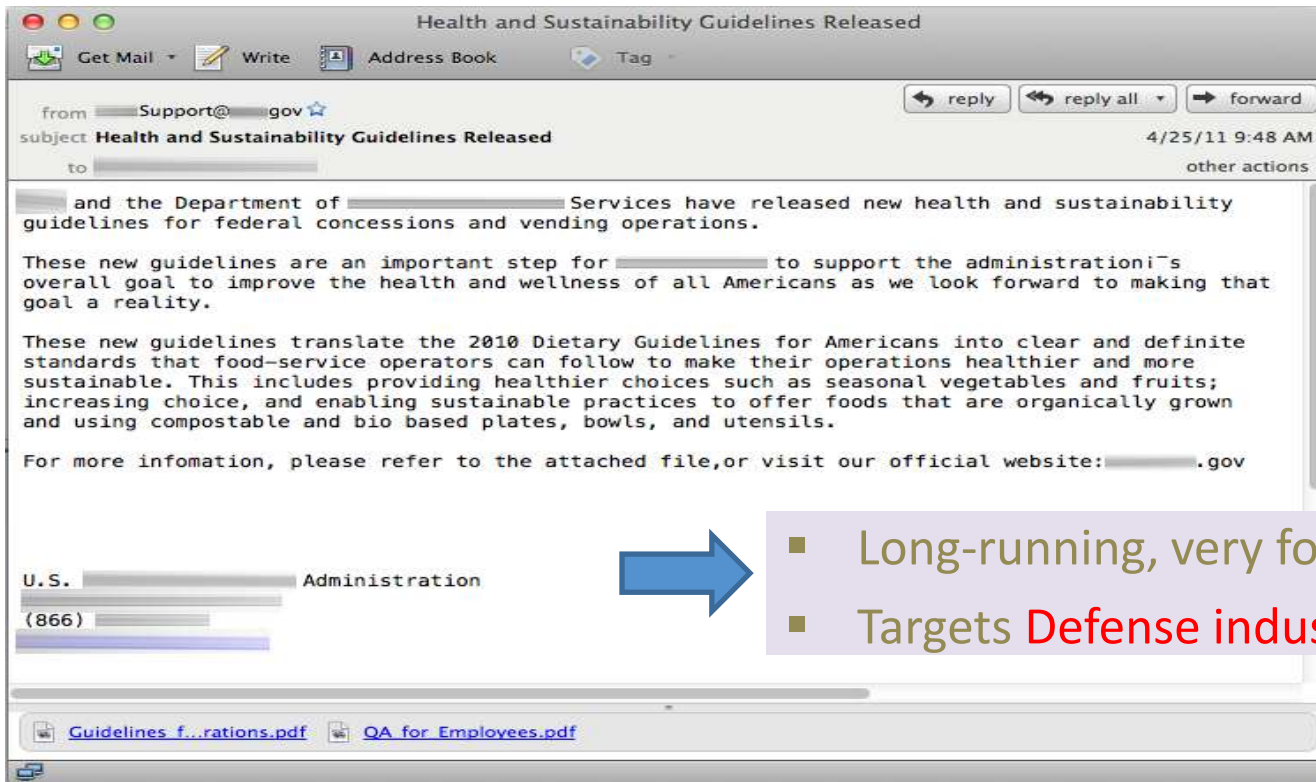 Health and Sustainability Guidelines Released
Get Mail Write Address Book Tag
from Support@ gov
reply reply all forward
subject Health and Sustainability Guidelines Released
4/25/11 9:48 AM
to
other actions
and the Department of Services have released new health and sustainability
guidelines for federal concessions and vending operations.
These new guidelines are an important step for to support the administration¡¯s
overall goal to improve the health and wellness of all Americans as we look forward to making that
goal a reality.
These new guidelines translate the 2010 Dietary Guidelines for Americans into clear and definite
standards that food-service operators can follow to make their operations healthier and more
sustainable. This includes providing healthier choices such as seasonal vegetables and fruits;
increasing choice, and enabling sustainable practices to offer foods that are organically grown
and using compostable and bio based plates, bowls, and utensils.
For more infomation, please refer to the attached file,or visit our official website: .gov
▪ Long-running, very fo
U.S. Administration
(866)
▪ Targets Defense indus
Guidelines f...rations.pdf QA for Employees.pdf